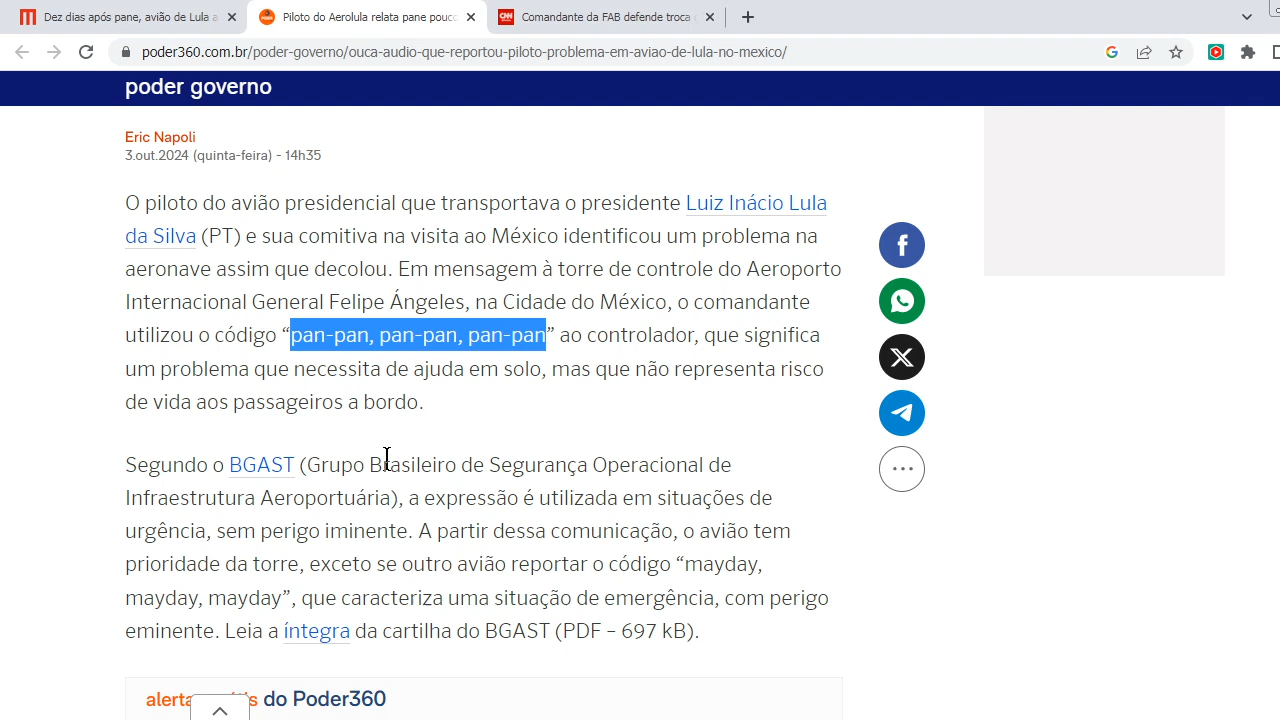 Dez dias após pane, avião de Lula a
Piloto do Aerolula relata pane pouc
Comandante da FAB defende troca
poder360.com.br/poder-governo/ouca-audio-que-reportou-piloto-problema-em-aviao-de-lula-no-mexico/
poder governo
Eric Napoli
3.out.2024 (quinta-feira) - 14h35
O piloto do avião presidencial que transportava o presidente Luiz Inácio Lula
da Silva (PT) e sua comitiva na visita ao México identificou um problema na
aeronave assim que decolou. Em mensagem à torre de controle do Aeroporto
Internacional General Felipe Ángeles, na Cidade do México, o comandante
utilizou o código “pan-pan, pan-pan, pan-pan” ao controlador, que significa
um problema que necessita de ajuda em solo, mas que não representa risco
de vida aos passageiros a bordo.
Segundo o BGAST (Grupo Brasileiro de Segurança Operacional de
Infraestrutura Aeroportuária), a expressão é utilizada em situações de
urgência, sem perigo iminente. A partir dessa comunicação, o avião tem
prioridade da torre, exceto se outro avião reportar o código “mayday,
mayday, mayday”, que caracteriza uma situação de emergência, com perigo
eminente. Leia a íntegra da cartilha do BGAST (PDF – 697 kB).
do Poder360